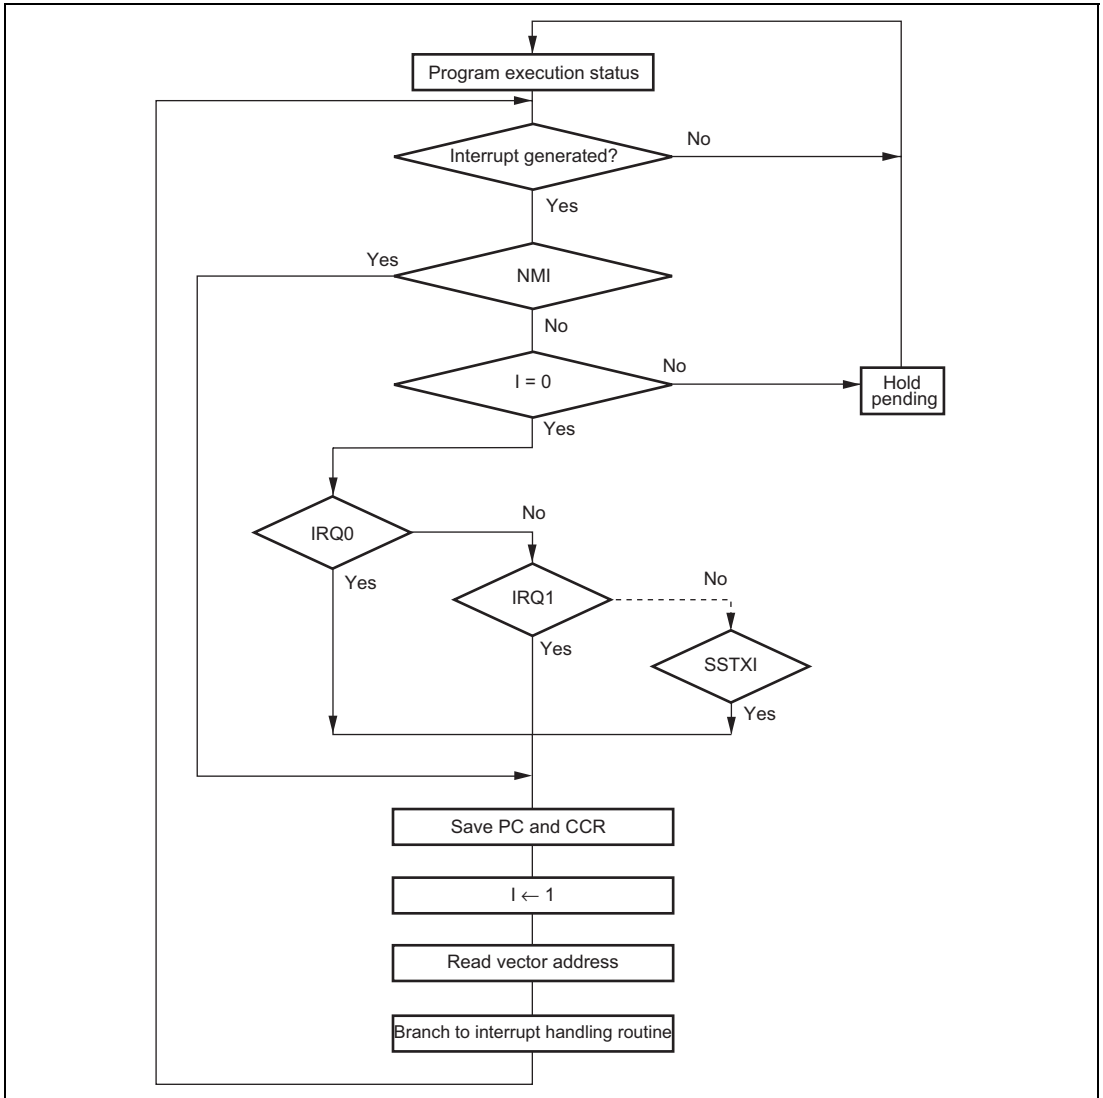 Program execution status
Interrupt generated?
No
Yes
Yes
NMI
No
I = 0
No
Hold
pending
Yes
IRQ0
No
Yes
IRQ1
No
Yes
SSTXI
Yes
Save PC and CCR
I ← 1
Read vector address
Branch to interrupt handling routine